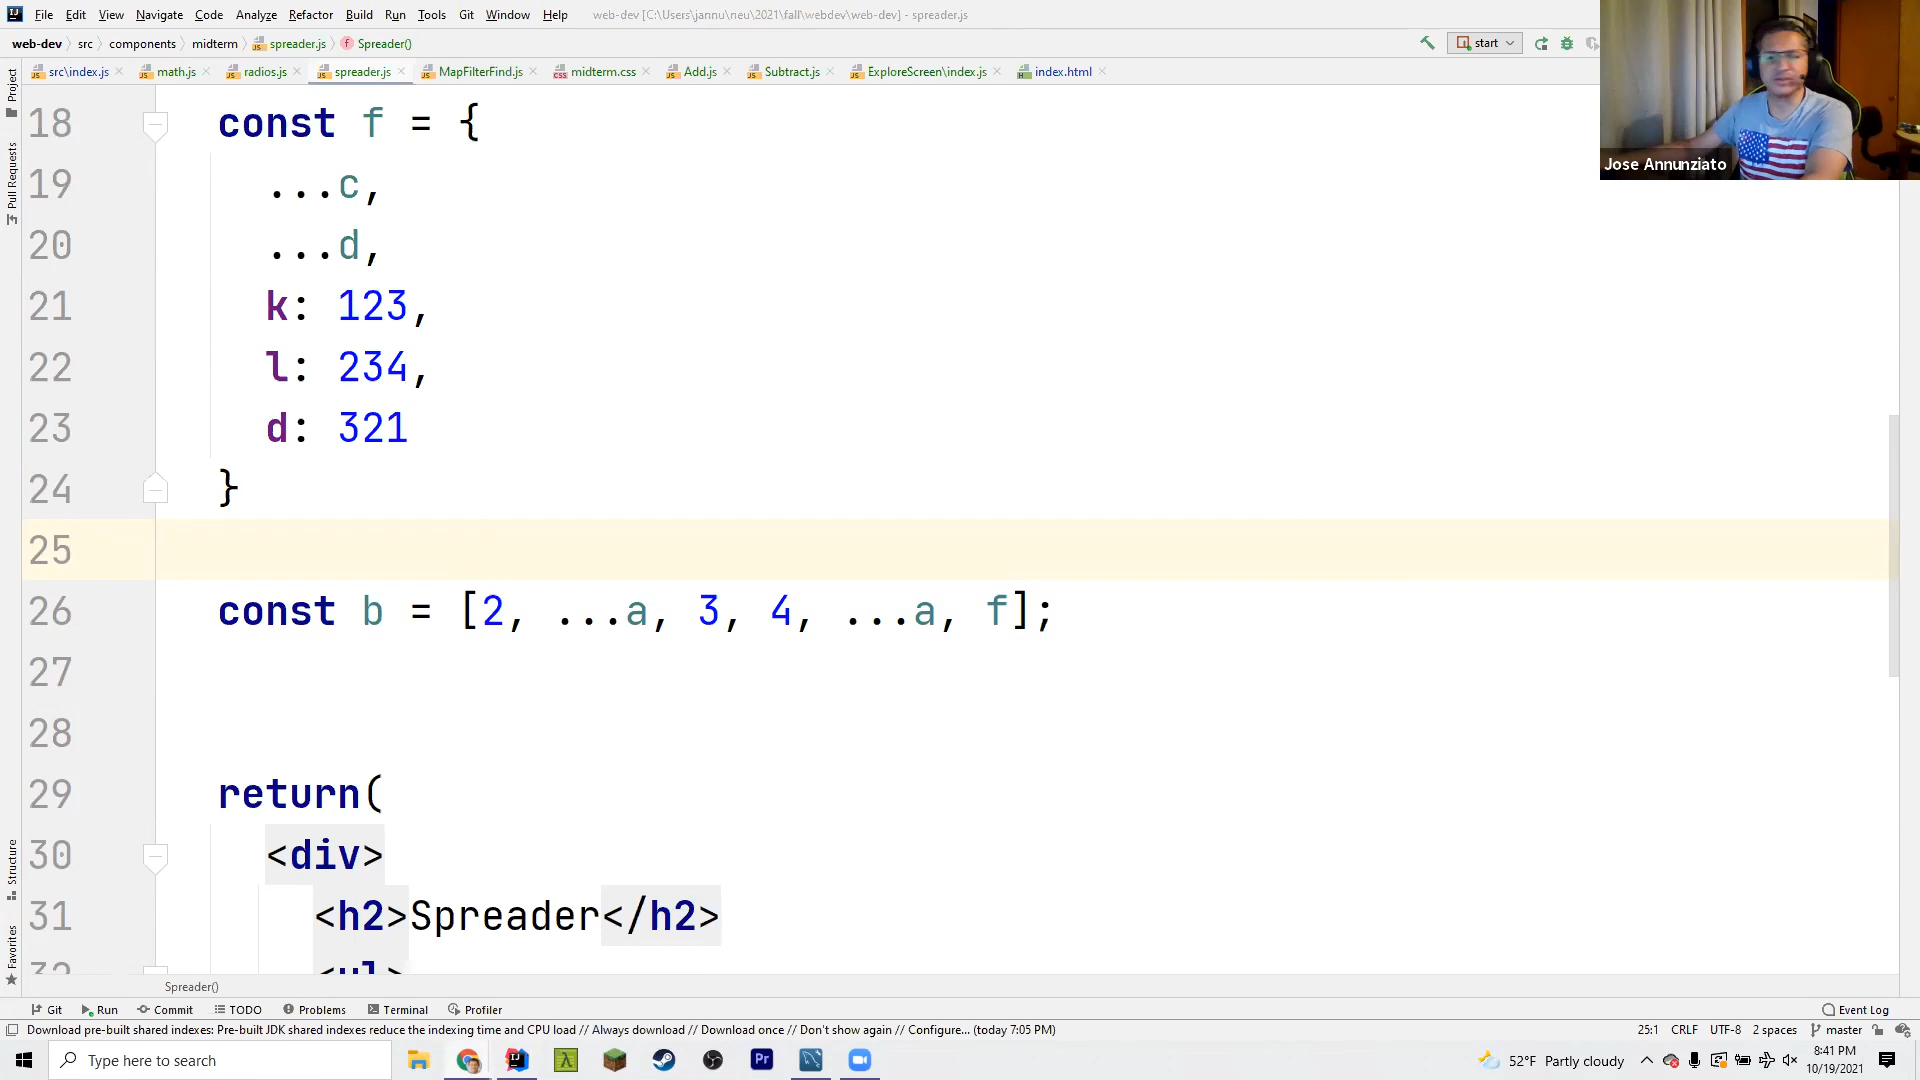 File Edit View Navigate Code Analyze Refactor Build Run Tools Git Window Help web-dev [C:\Users\jannu\neu\2021\fall\webdev\web-dev] - spreader.js
web-dev src components midterm spreader.js Spreader() start
src\index.js math.js radios.js spreader.js MapFilterFind.js midterm.css Add.js Subtract.js ExploreScreen\index.js index.html
Project
Pull Requests
Structure
Favorites
Jose Annunziato
18 const f = {
19 ...c,
20 ...d,
21 k: 123,
22 l: 234,
23 d: 321
24 }
25
26 const b = [2, ...a, 3, 4, ...a, f];
27
28
29 return(
30 <div>
31 <h2>Spreader</h2>
32 <ul>
Spreader()
Git Run Commit TODO Problems Terminal Profiler Event Log
Download pre-built shared indexes: Pre-built JDK shared indexes reduce the indexing time and CPU load // Always download // Download once // Don't show again // Configure... (today 7:05 PM) 25:1 CRLF UTF-8 2 spaces master
Type here to search 52°F Partly cloudy 8:41 PM
10/19/2021